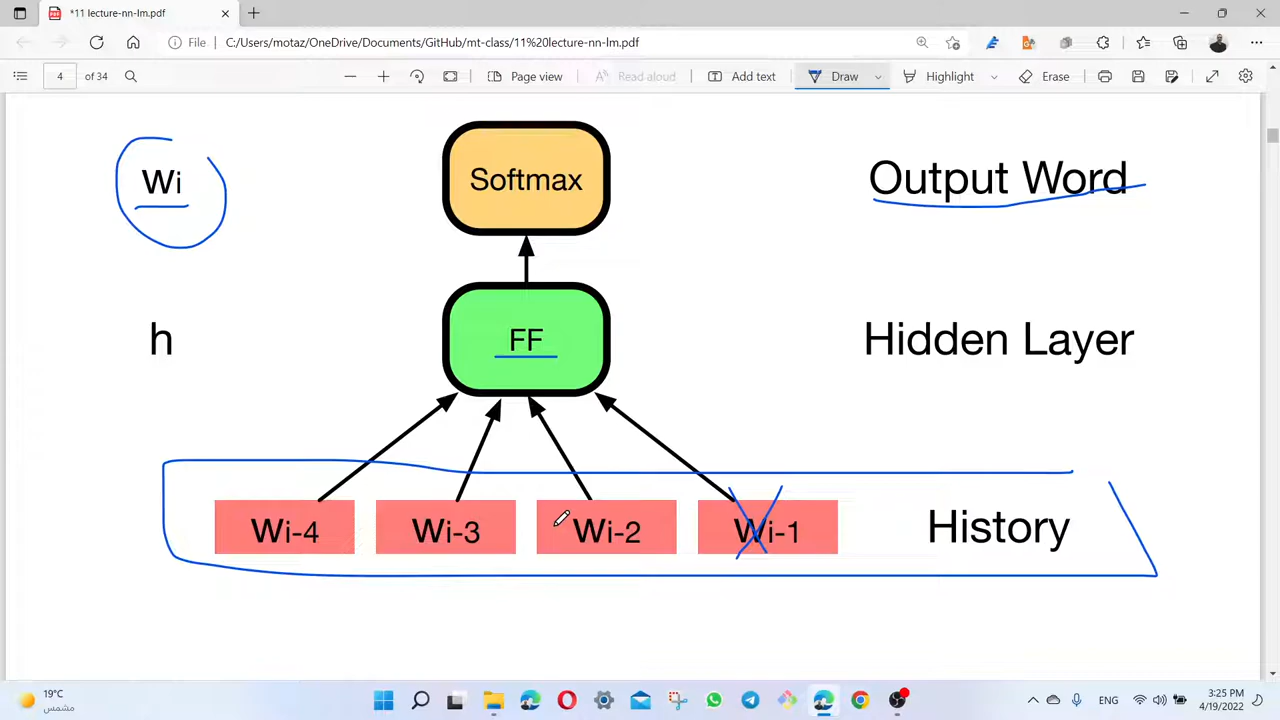 *11 lecture-nn-lm.pdf
File
C:/Users/motaz/OneDrive/Documents/GitHub/mt-class/11%20lecture-nn-lm.pdf
4 of 34
Page view
Read aloud
Add text
Draw
Highlight
Erase
Wi
Softmax
Output Word
h
FF
Hidden Layer
Wi-4
Wi-3
Wi-2
Wi-1
History
19°C
مشمس
ENG
3:25 PM
4/19/2022